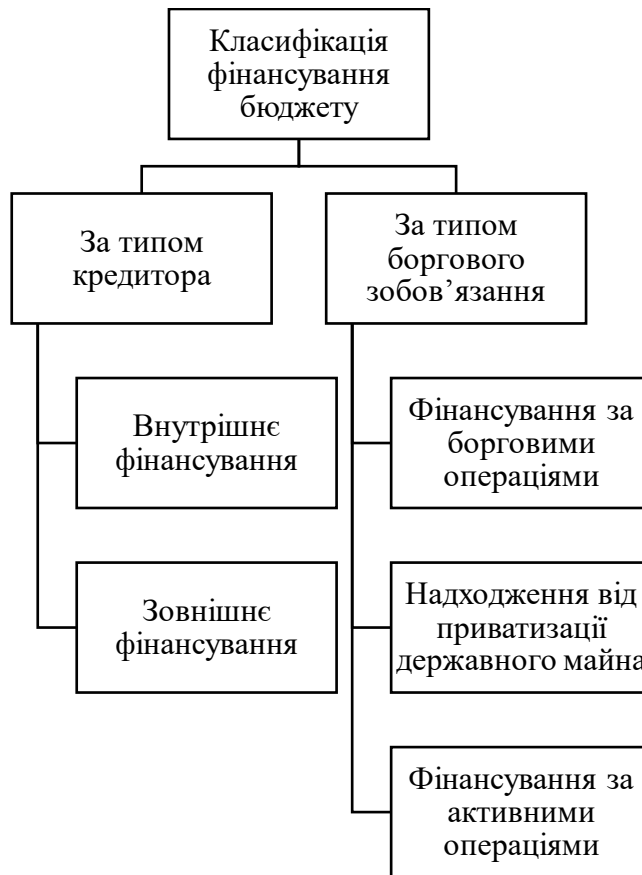 Класифікація
фінансування
бюджету
За типом
кредитора
Внутрішнє
фінансування
Зовнішнє
фінансування
За типом
боргового
зобов’язання
Фінансування за
борговими
операціями
Надходження від
приватизації
державного майна
Фінансування за
активними
операціями